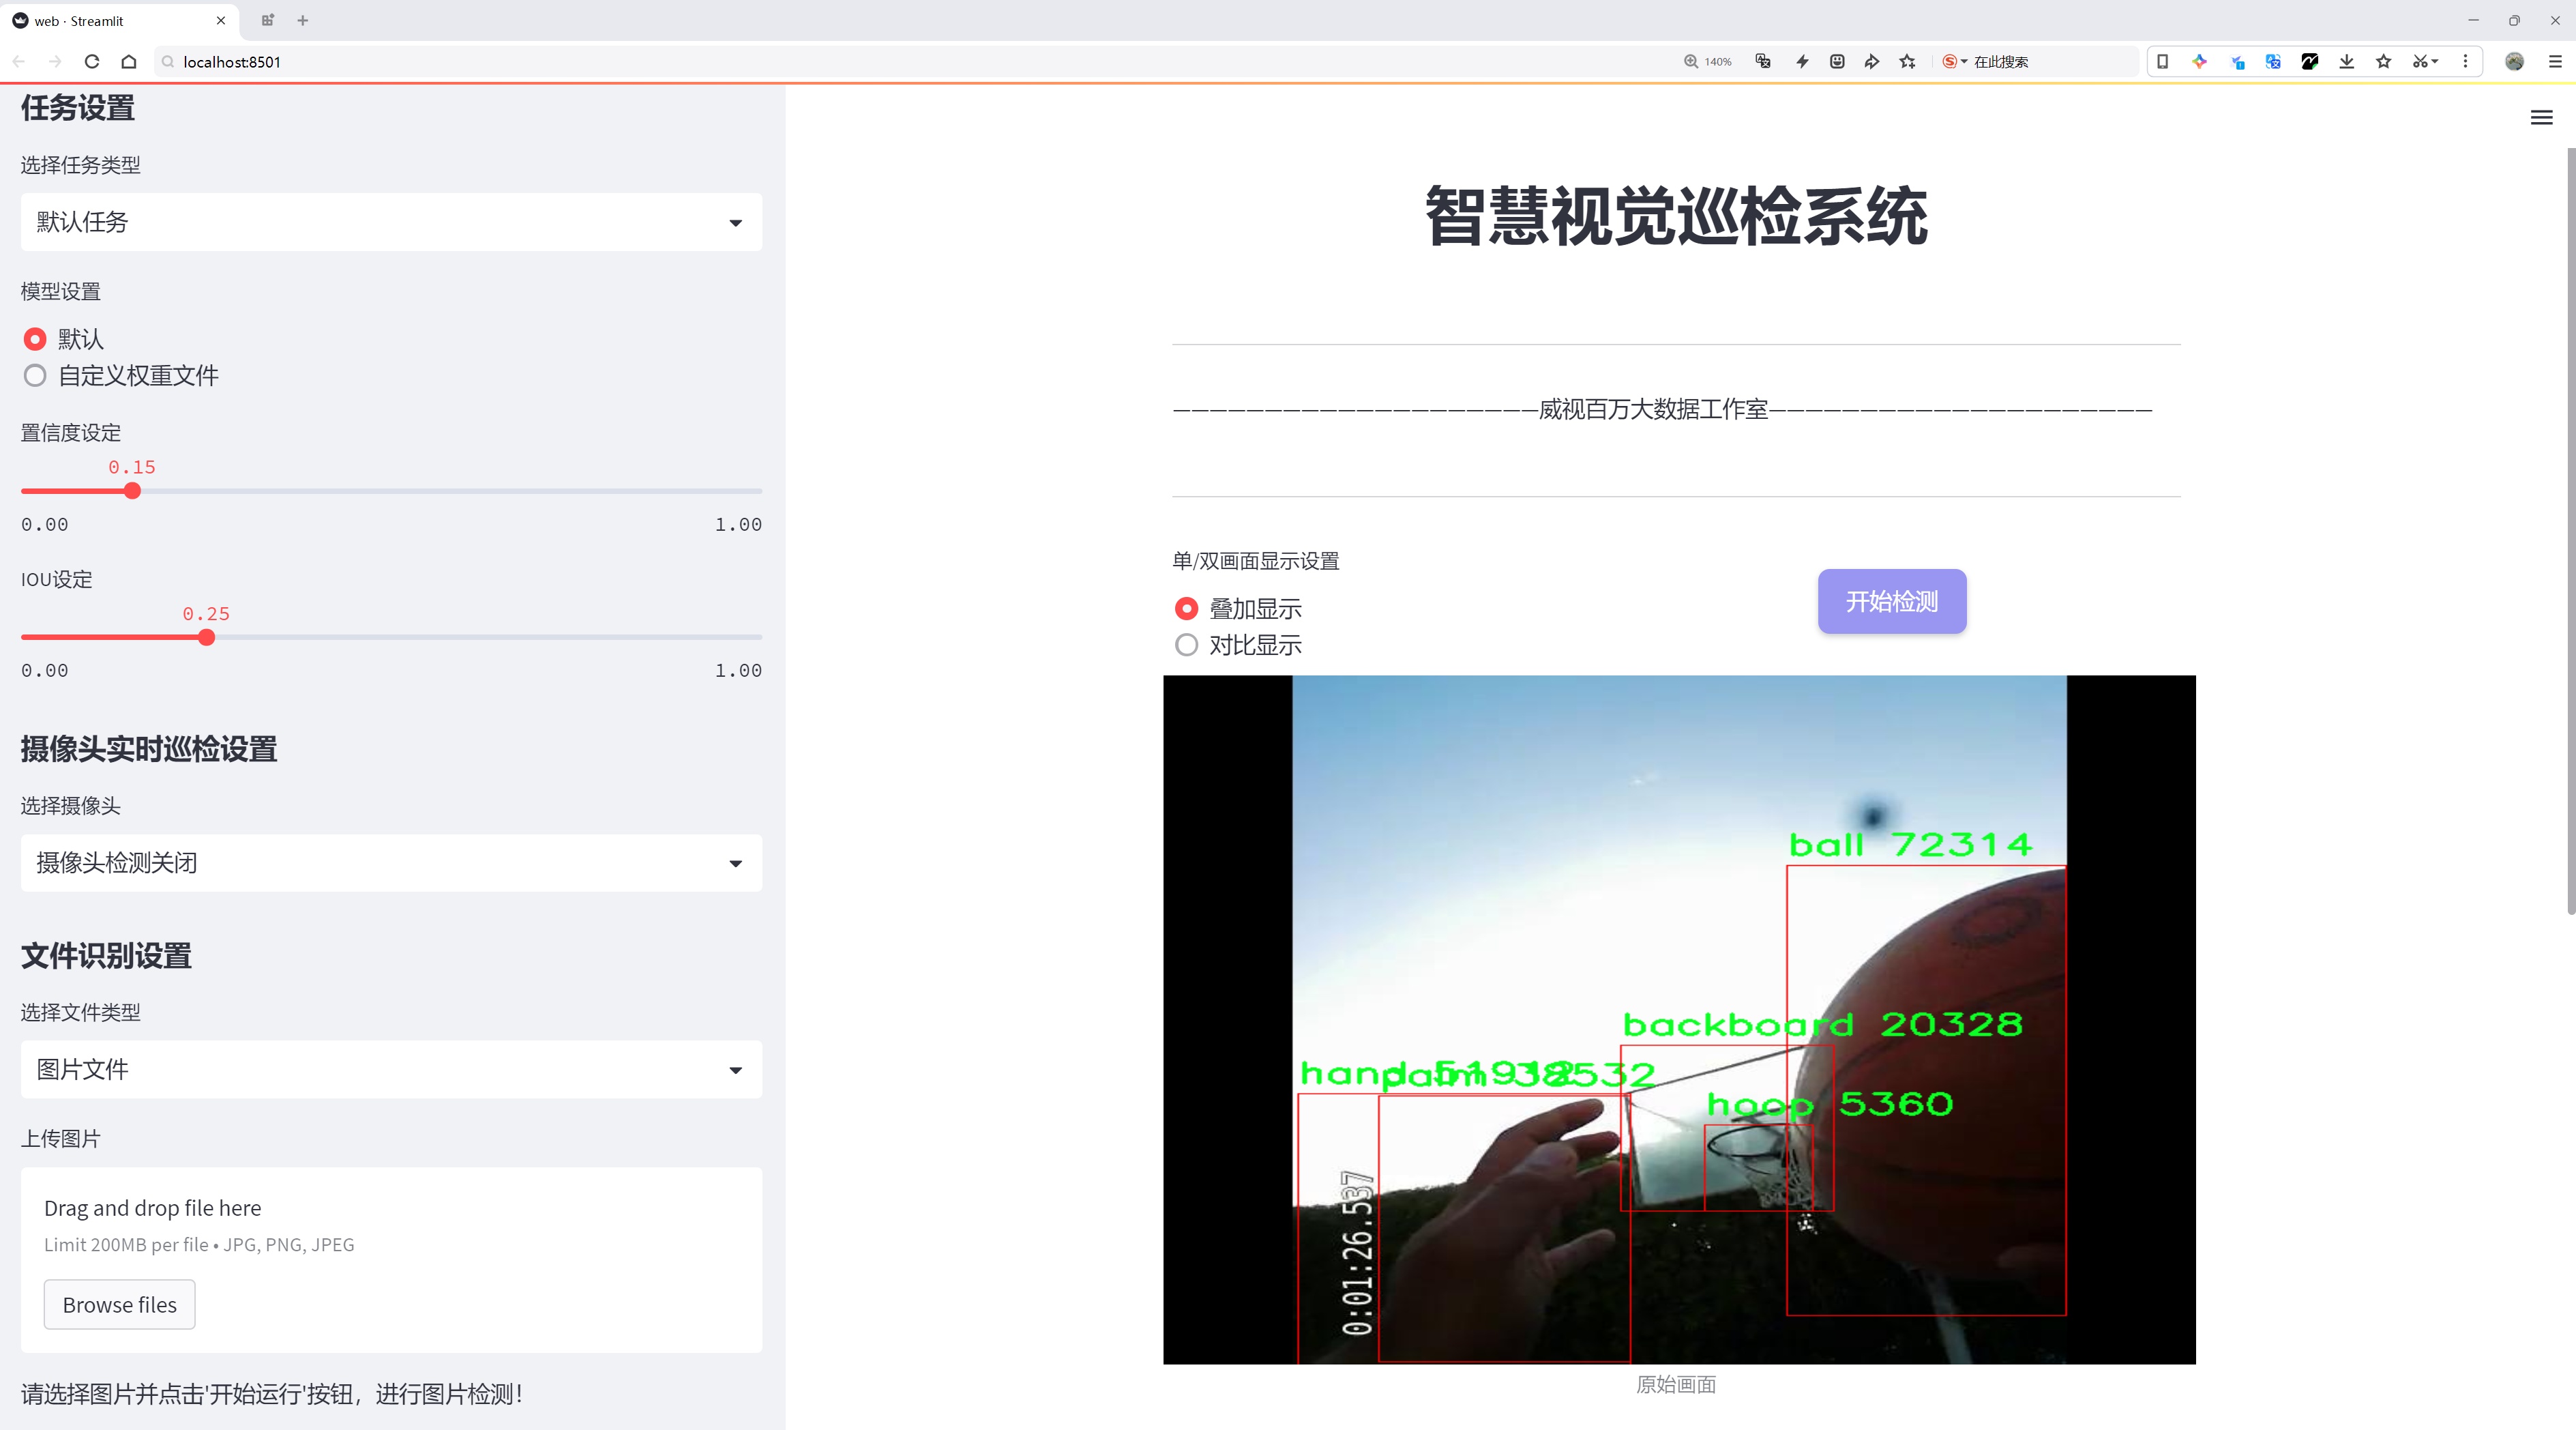 web · Streamlit
localhost:8501
140%
在此搜索
任务设置
选择任务类型
默认任务
模型设置
默认
自定义权重文件
置信度设定
0.15
0.00
1.00
IOU设定
0.25
0.00
1.00
摄像头实时巡检设置
选择摄像头
摄像头检测关闭
文件识别设置
选择文件类型
图片文件
上传图片
Drag and drop file here
Limit 200MB per file • JPG, PNG, JPEG
Browse files
请选择图片并点击'开始运行'按钮，进行图片检测！
智慧视觉巡检系统
————————————————————威视百万大数据工作室—————————————————————
单/双画面显示设置
叠加显示
对比显示
开始检测
ball 72314
backboard 20328
hand
hoop 5360
0:01:26.537
原始画面